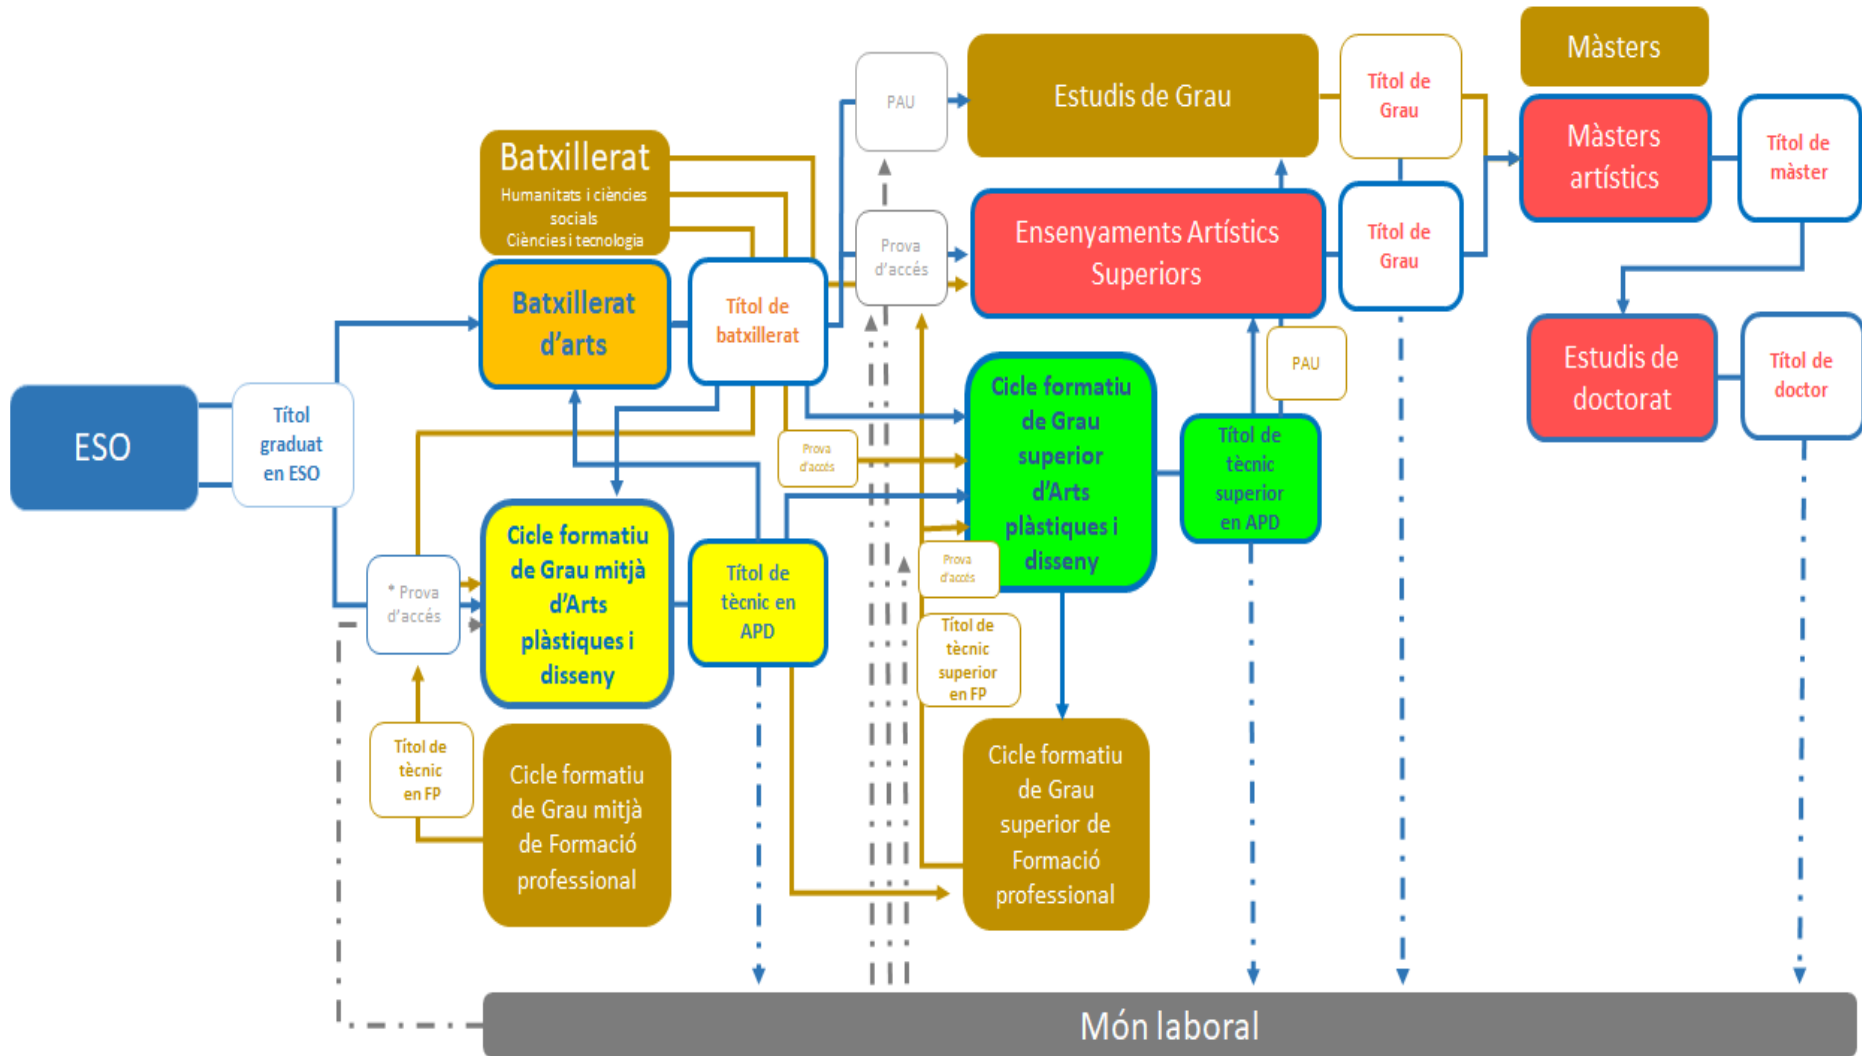 Màsters
PAU
Estudis de Grau
Títol de
Grau
Màsters
artístics
Títol de
màster
Batxillerat
Humanitats i ciències
socials
Ciències i tecnologia
Prova
d'accés
Ensenyaments Artístics
Superiors
Títol de
Grau
Batxillerat
d'arts
Títol de
batxillerat
PAU
Estudis de
doctorat
Títol de
doctor
ESO
Títol
graduat
en ESO
Cicle formatiu
de Grau
superior
d'Arts
plàstiques i
disseny
Títol de
tècnic
superior
en APD
Prova
d'accés
* Prova
d'accés
Cicle formatiu
de Grau mitjà
d'Arts
plàstiques i
disseny
Títol de
tècnic en
APD
Prova
d'accés
Títol de
tècnic
superior
en FP
Títol de
tècnic
en FP
Cicle formatiu
de Grau mitjà
de Formació
professional
Cicle formatiu
de Grau
superior de
Formació
professional
Món laboral